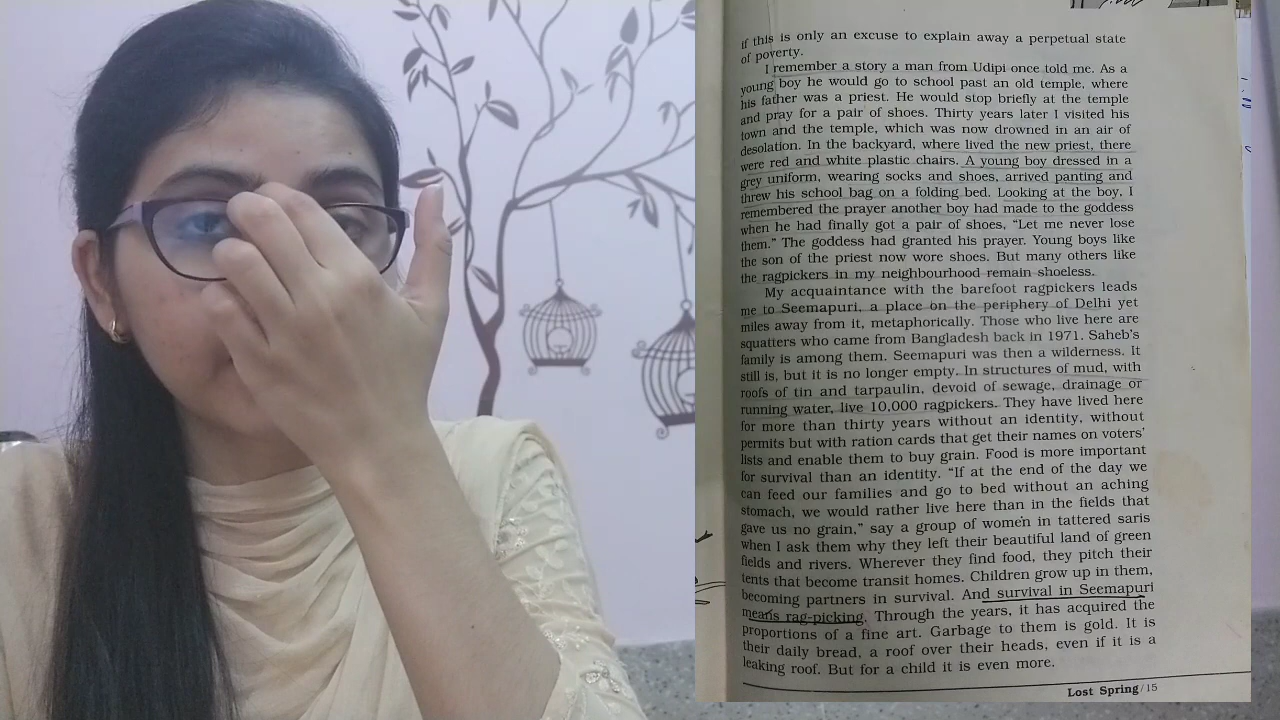 if this is only an excuse to explain away a perpetual state
of poverty.
I remember a story a man from Udipi once told me. As a
young boy he would go to school past an old temple, where
his father was a priest. He would stop briefly at the temple
and pray for a pair of shoes. Thirty years later I visited his
town and the temple, which was now drowned in an air of
desolation. In the backyard, where lived the new priest, there
were red and white plastic chairs. A young boy dressed in a
grey uniform, wearing socks and shoes, arrived panting and
threw his school bag on a folding bed. Looking at the boy, I
remembered the prayer another boy had made to the goddess
when he had finally got a pair of shoes, “Let me never lose
them.” The goddess had granted his prayer. Young boys like
the son of the priest now wore shoes. But many others like
the ragpickers in my neighbourhood remain shoeless.
My acquaintance with the barefoot ragpickers leads
me to Seemapuri, a place on the periphery of Delhi yet
miles away from it, metaphorically. Those who live here are
squatters who came from Bangladesh back in 1971. Saheb's
family is among them. Seemapuri was then a wilderness. It
still is, but it is no longer empty. In structures of mud, with
roofs of tin and tarpaulin, devoid of sewage, drainage or
running water, live 10,000 ragpickers. They have lived here
for more than thirty years without an identity, without
permits but with ration cards that get their names on voters'
lists and enable them to buy grain. Food is more important
for survival than an identity. “If at the end of the day we
can feed our families and go to bed without an aching
stomach, we would rather live here than in the fields that
gave us no grain,” say a group of women in tattered saris
when I ask them why they left their beautiful land of green
fields and rivers. Wherever they find food, they pitch their
tents that become transit homes. Children grow up in them,
becoming partners in survival. And survival in Seemapuri
means rag-picking. Through the years, it has acquired the
proportions of a fine art. Garbage to them is gold. It is
their daily bread, a roof over their heads, even if it is a
leaking roof. But for a child it is even more.
Lost Spring/15